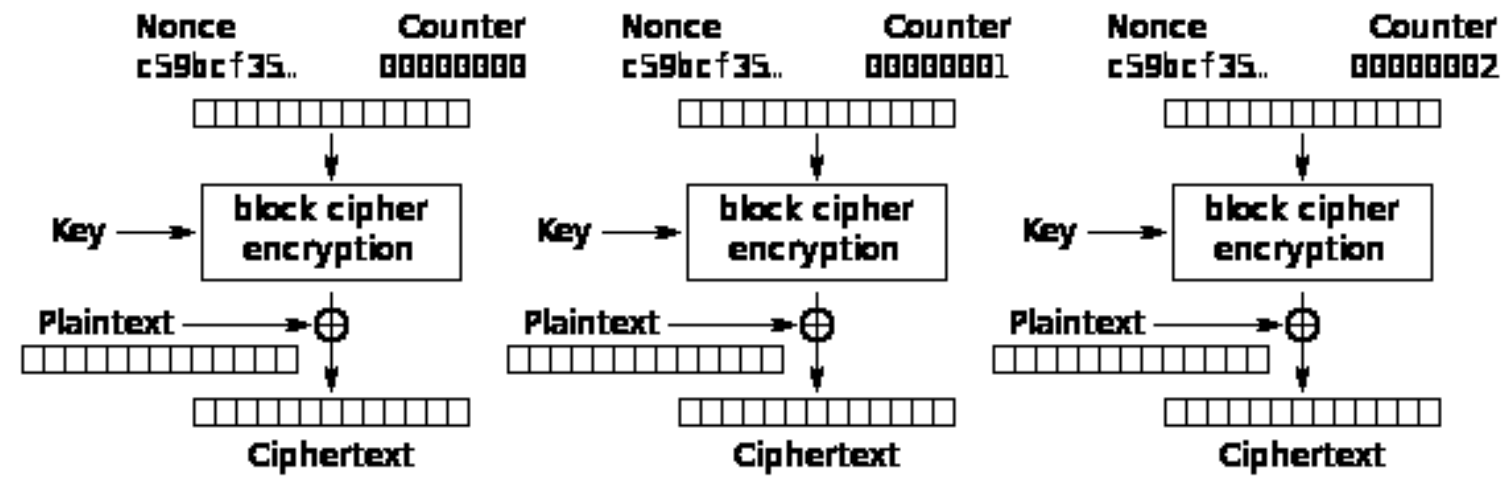 Nonce Counter Nonce Counter Nonce Counter
c59bcf35.. 00000000 c59bcf35.. 00000001 c59bcf35.. 00000002
block cipher block cipher block cipher
Key Key Key
encryption encryption encryption
Plaintext Plaintext Plaintext
Ciphertext Ciphertext Ciphertext